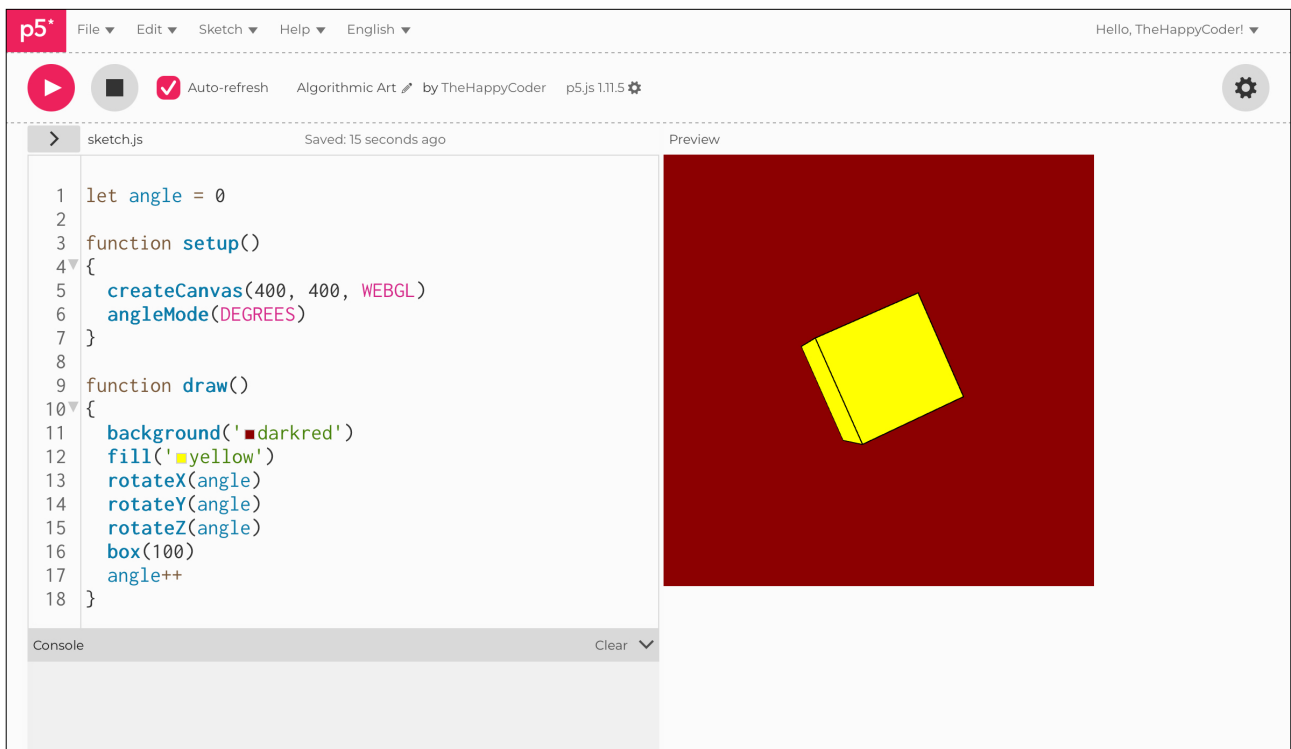 p5* File Edit Sketch Help English Hello, TheHappyCoder!
Auto-refresh Algorithmic Art by TheHappyCoder p5.js 1.11.5
sketch.js Saved: 15 seconds ago Preview
1 let angle = 0
2
3 function setup()
4 {
5 createCanvas(400, 400, WEBGL)
6 angleMode(DEGREES)
7 }
8
9 function draw()
10 {
11 background('darkred')
12 fill('yellow')
13 rotateX(angle)
14 rotateY(angle)
15 rotateZ(angle)
16 box(100)
17 angle++
18 }
Console Clear